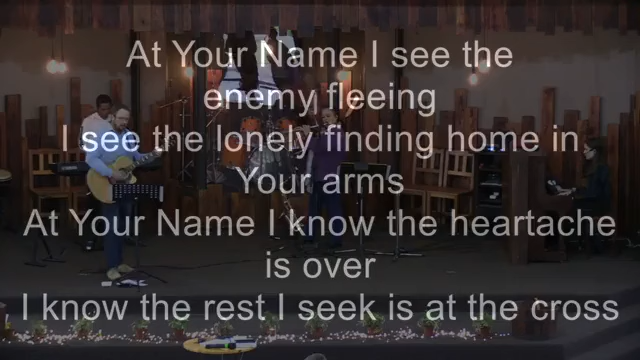 At Your Name I see the
enemy fleeing
I see the lonely finding home in
Your arms
At Your Name I know the heartache
is over
I know the rest I seek is at the cross